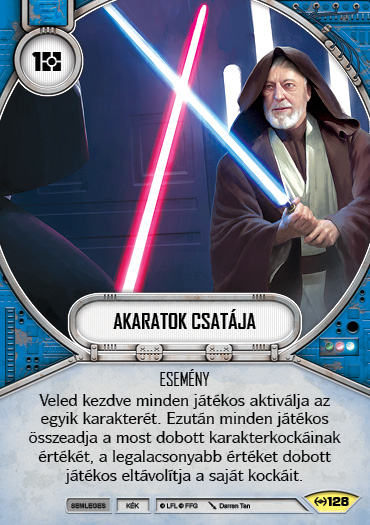 1
AKARATOK CSATÁJA
ESEMÉNY
Veled kezdve minden játékos aktiválja az
egyik karakterét. Ezután minden játékos
összeadja a most dobott karakterkockáinak
értékét, a legalacsonyabb értéket dobott
játékos eltávolítja a saját kockáit.
SEMLEGES KÉK © LFL © FFG Darren Tan 128